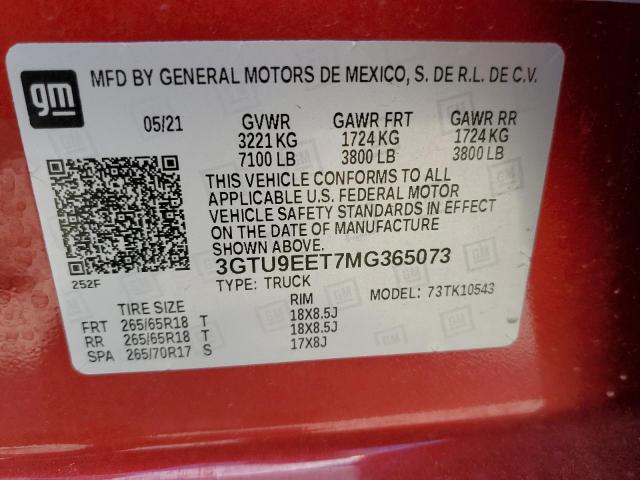 gm
MFD BY GENERAL MOTORS DE MEXICO, S. DE R.L. DE C.V.
05/21 GVWR GAWR FRT GAWR RR
3221 KG 1724 KG 1724 KG
7100 LB 3800 LB 3800 LB
THIS VEHICLE CONFORMS TO ALL
APPLICABLE U.S. FEDERAL MOTOR
VEHICLE SAFETY STANDARDS IN EFFECT
ON THE DATE OF MANUFACTURE
SHOWN ABOVE.
252F
3GTU9EET7MG365073
TYPE: TRUCK MODEL: 73TK10543
TIRE SIZE RIM
FRT 265/65R18 T 18X8.5J
RR 265/65R18 T 18X8.5J
SPA 265/70R17 S 17X8J